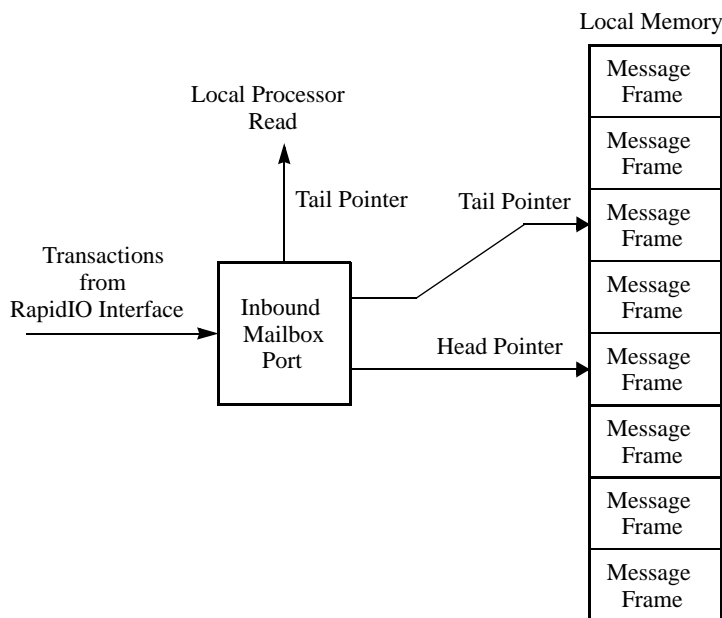 Local Memory
Message
Frame
Message
Frame
Message
Frame
Message
Frame
Message
Frame
Message
Frame
Message
Frame
Message
Frame
Local Processor
Read
Tail Pointer
Tail Pointer
Transactions
from
RapidIO Interface
Inbound
Mailbox
Port
Head Pointer